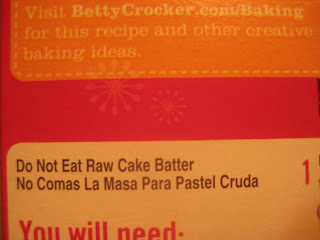 Visit BettyCrocker.com/Baking
for this recipe and other creative
baking ideas.
Do Not Eat Raw Cake Batter
No Comas La Masa Para Pastel Cruda
1
You will need: